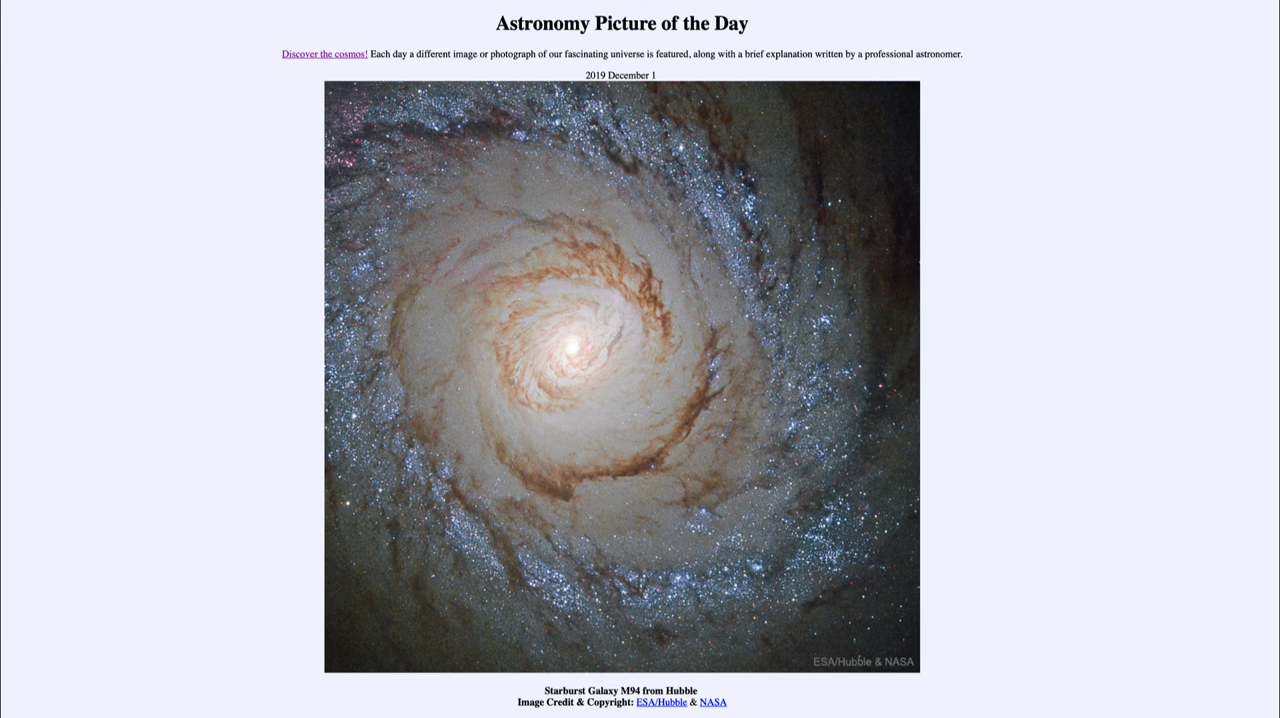 Astronomy Picture of the Day
Discover the cosmos! Each day a different image or photograph of our fascinating universe is featured, along with a brief explanation written by a professional astronomer.
2019 December 1
ESA/Hubble & NASA
Starburst Galaxy M94 from Hubble
Image Credit & Copyright: ESA/Hubble & NASA